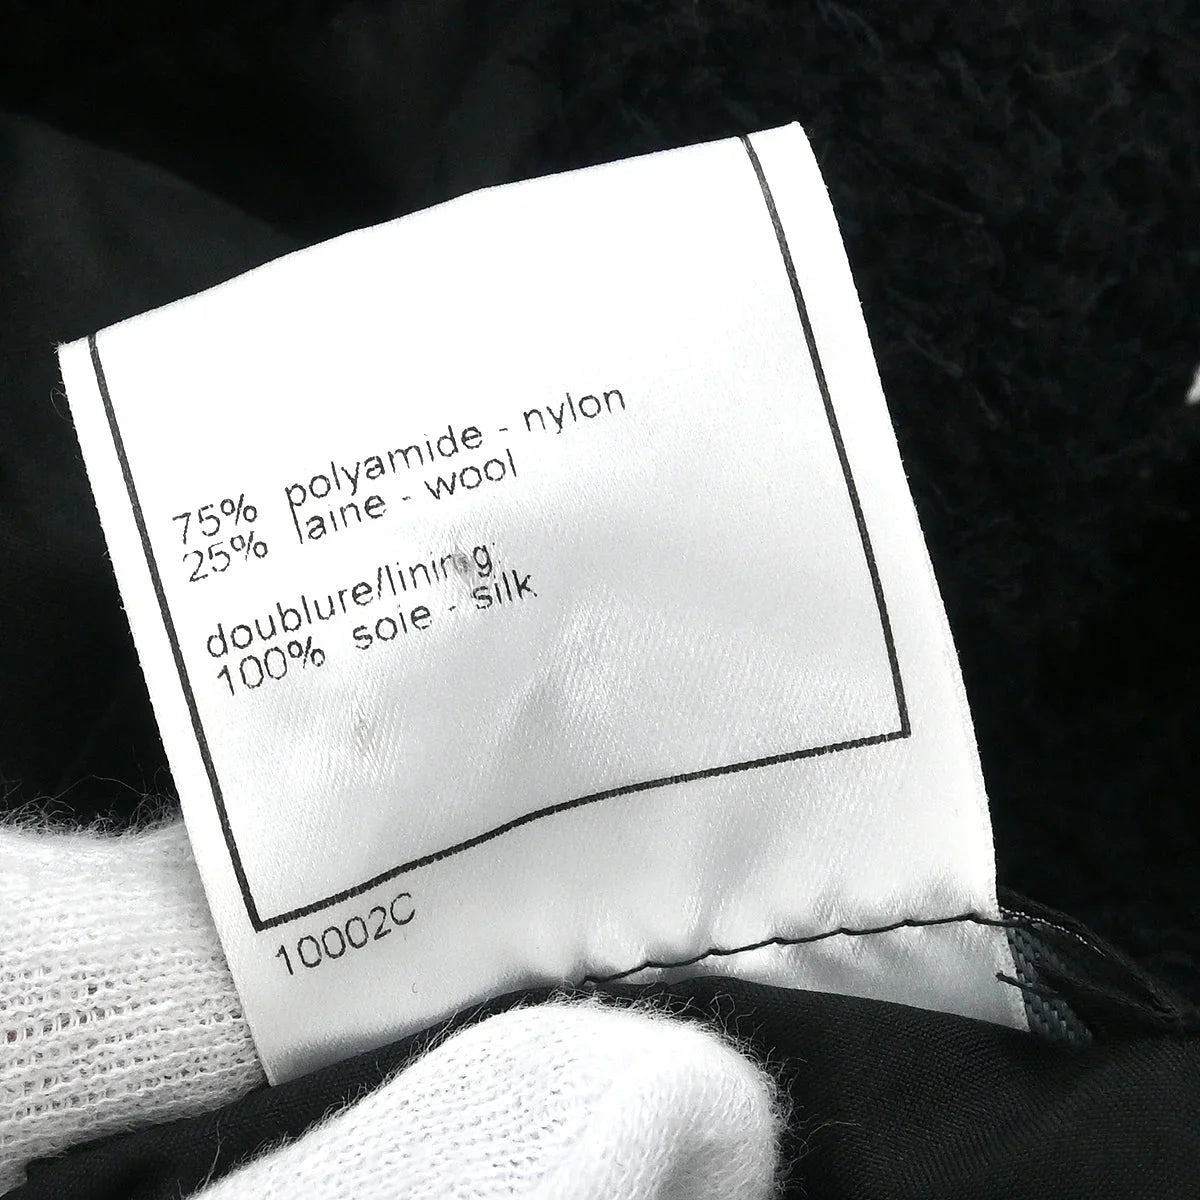 75% polyamide - nylon
25% laine - wool
doublure/lining:
100% soie - silk
10002C